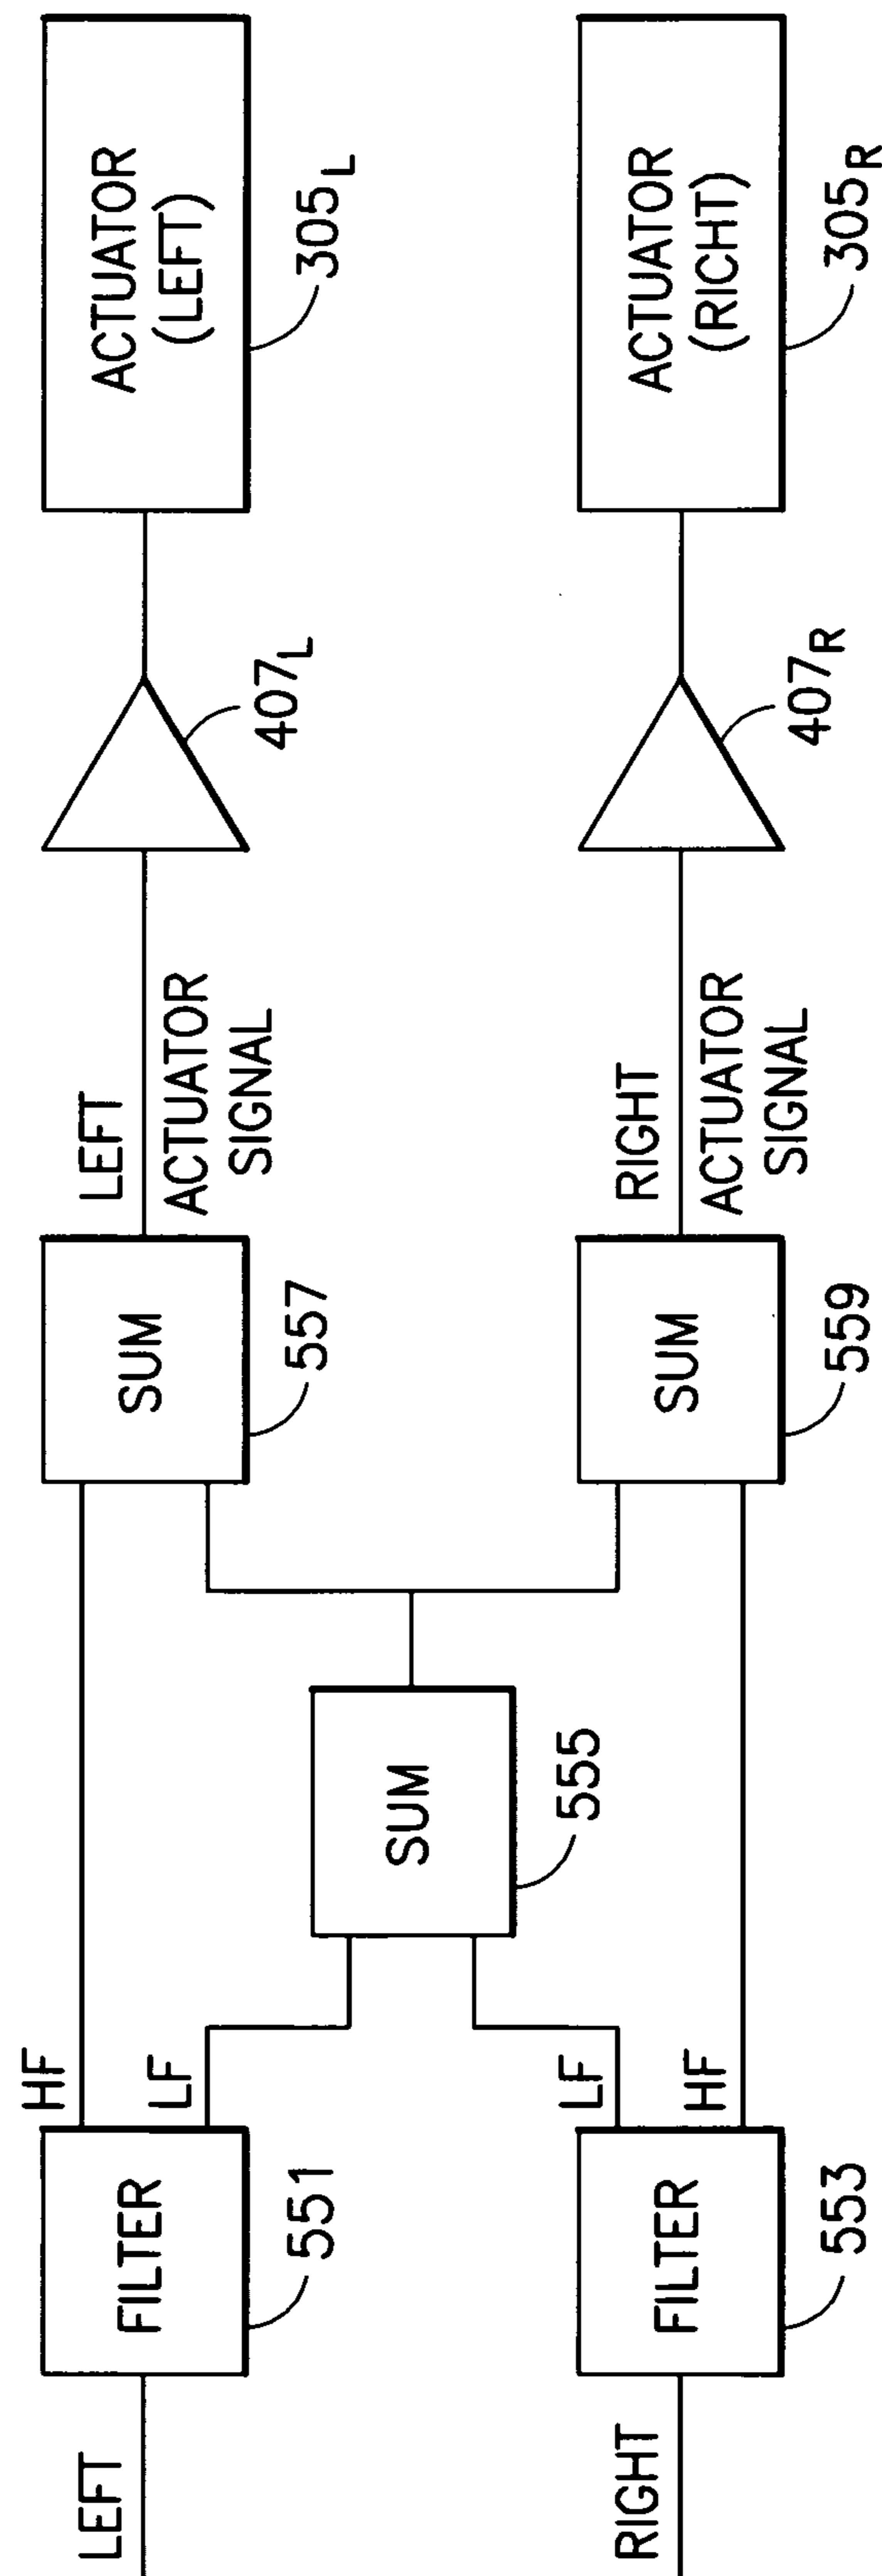 LEFT
FILTER
551
HF
LF
SUM
555
SUM
557
LEFT
ACTUATOR
SIGNAL
407L
ACTUATOR
(LEFT)
305L
RIGHT
FILTER
553
LF
HF
SUM
559
RIGHT
ACTUATOR
SIGNAL
407R
ACTUATOR
(RICHT)
305R